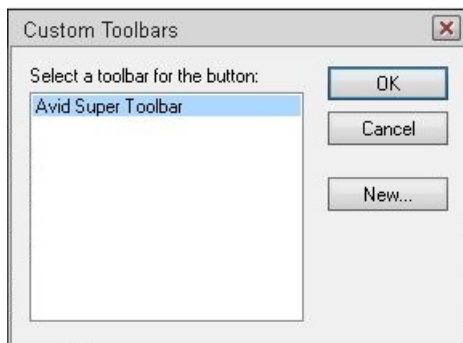 Custom Toolbars
Select a toolbar for the button:
Avid Super Toolbar
OK
Cancel
New...